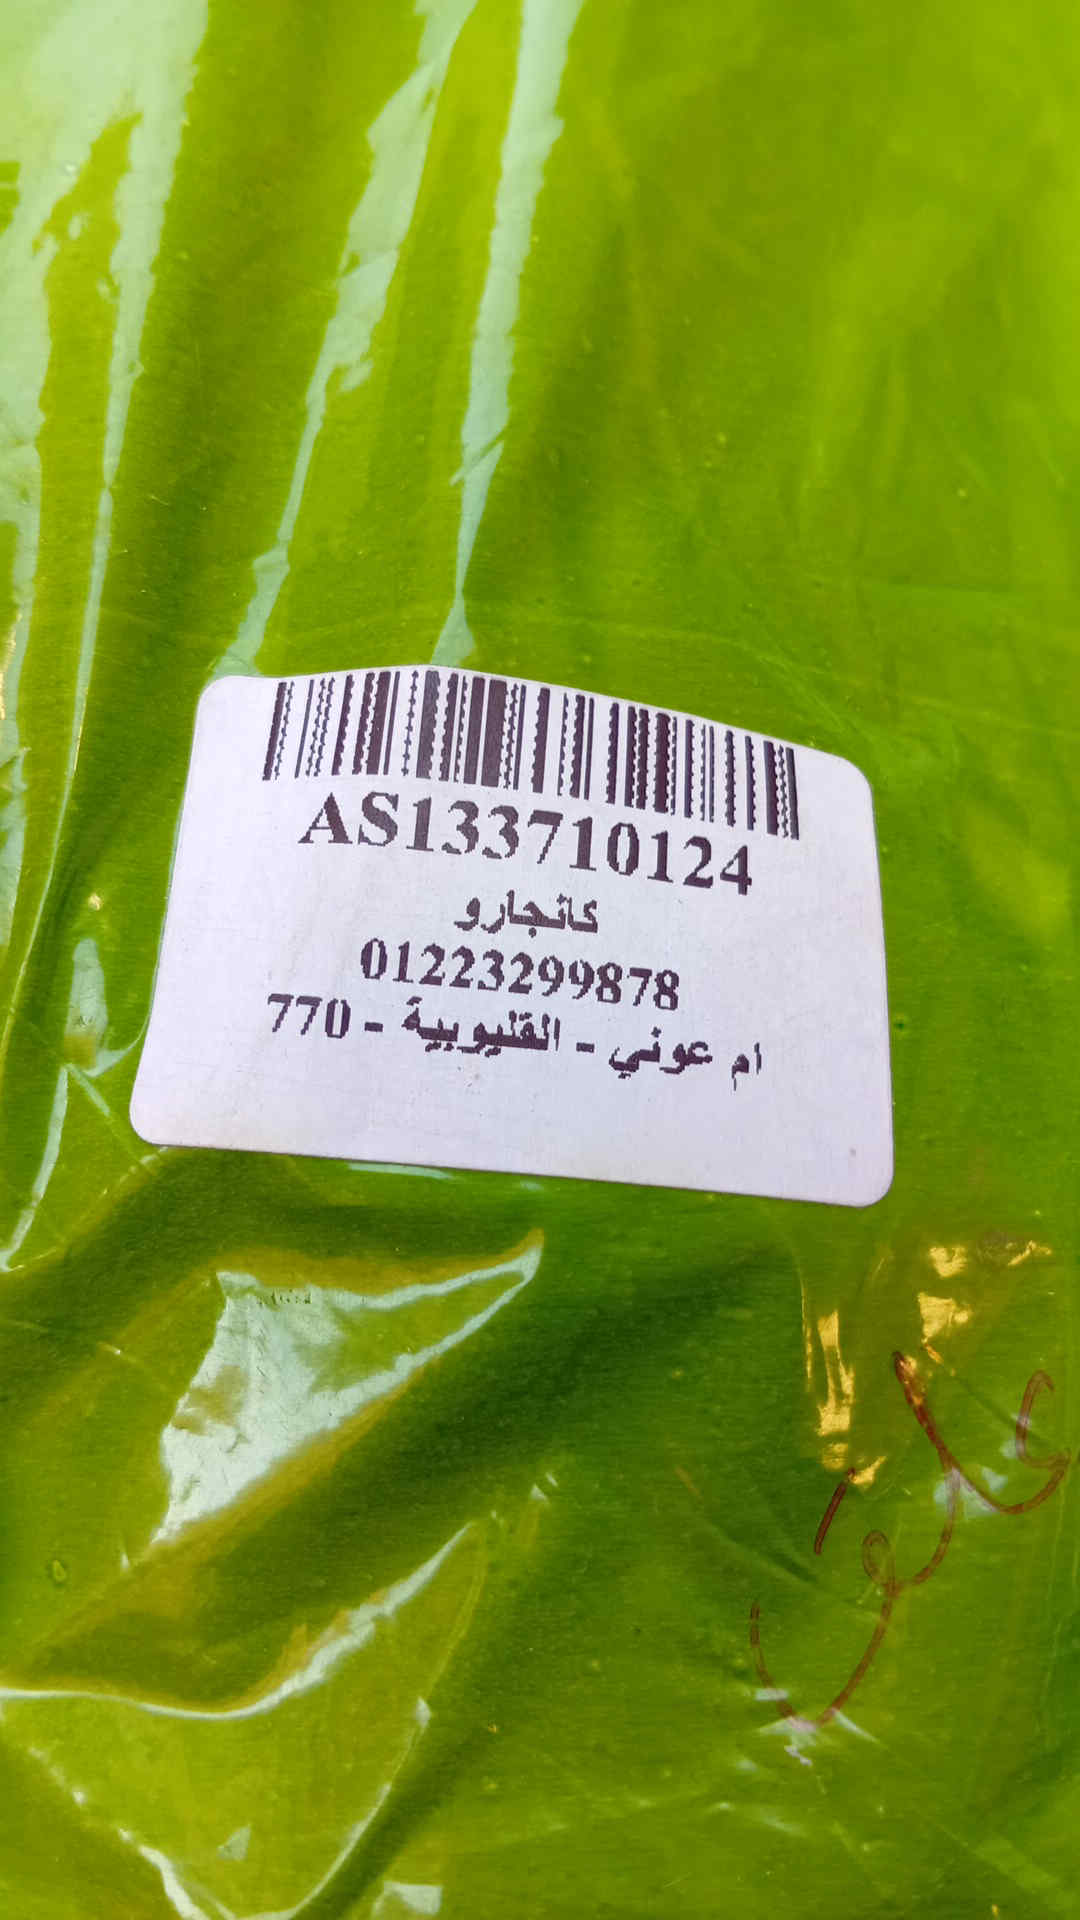 AS133710124
كانجارو
01223299878
ام عوني - القليوبية - 770